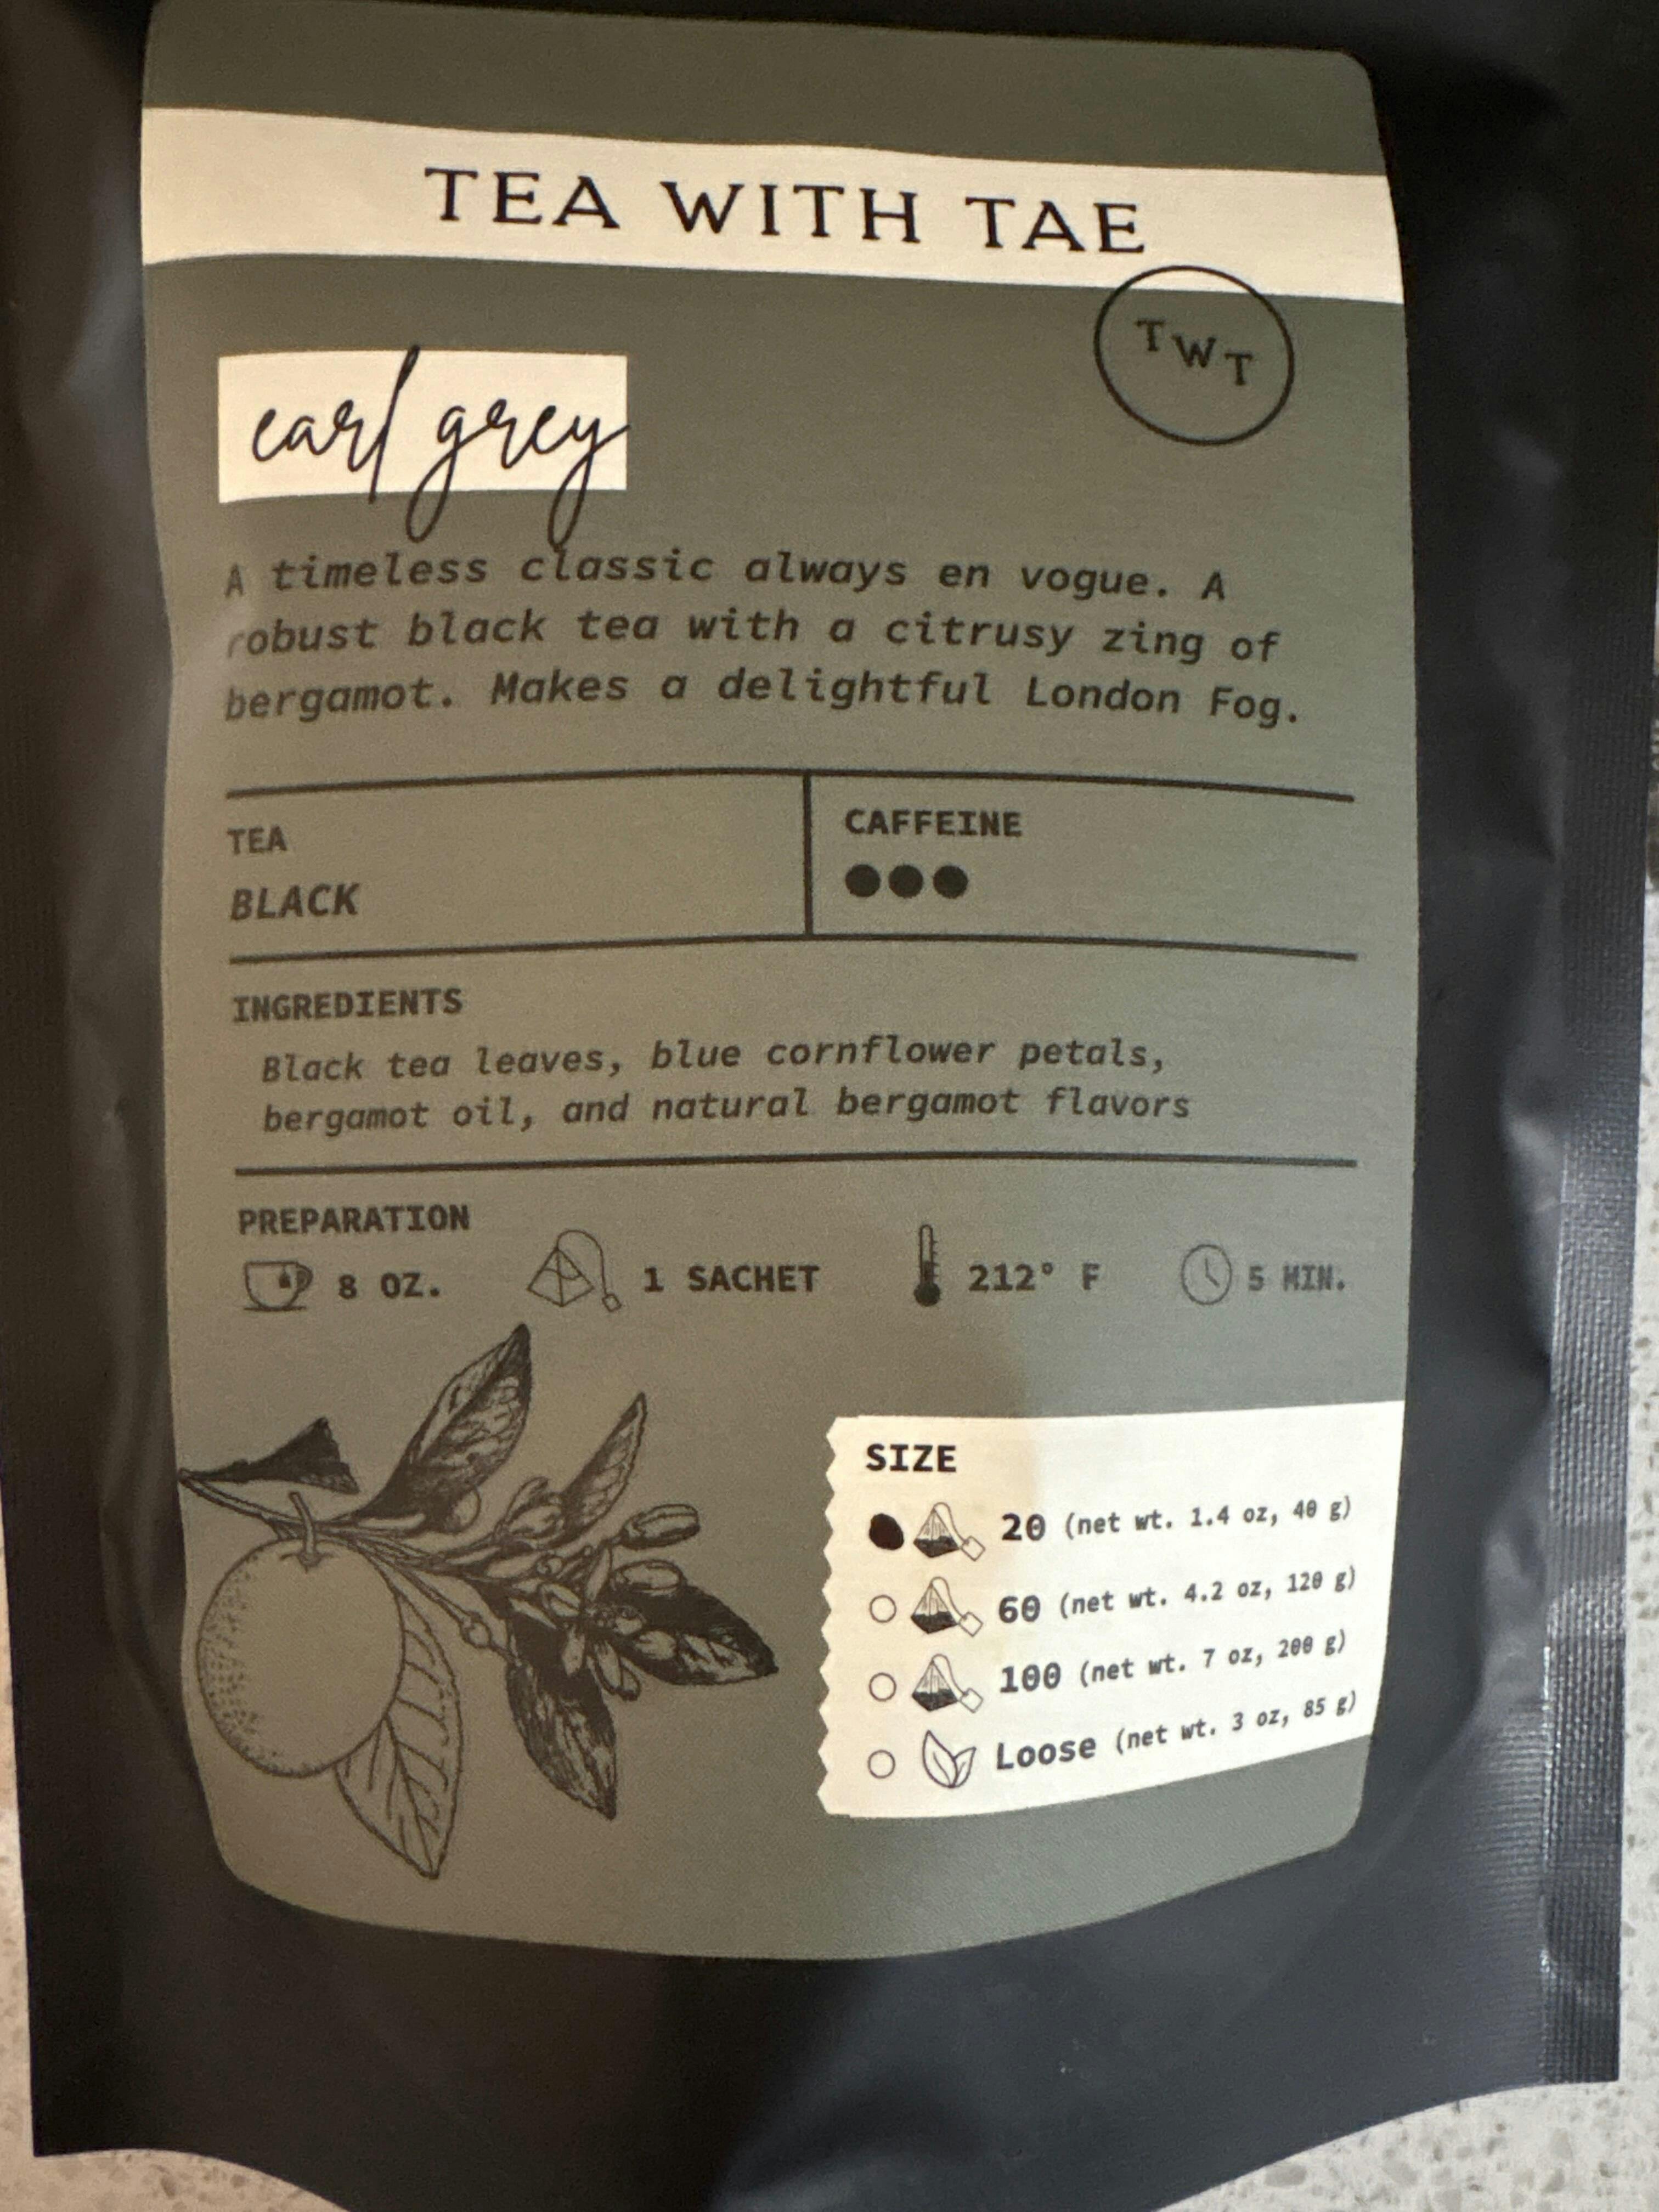 TEA WITH TAE
TWT
earl grey
A timeless classic always en vogue. A
robust black tea with a citrusy zing of
bergamot. Makes a delightful London Fog.
TEA
BLACK
CAFFEINE
INGREDIENTS
Black tea leaves, blue cornflower petals,
bergamot oil, and natural bergamot flavors
PREPARATION
8 OZ. 1 SACHET 212° F 5 MIN.
SIZE
20 (net wt. 1.4 oz, 40 g)
60 (net wt. 4.2 oz, 120 g)
100 (net wt. 7 oz, 200 g)
Loose (net wt. 3 oz, 85 g)